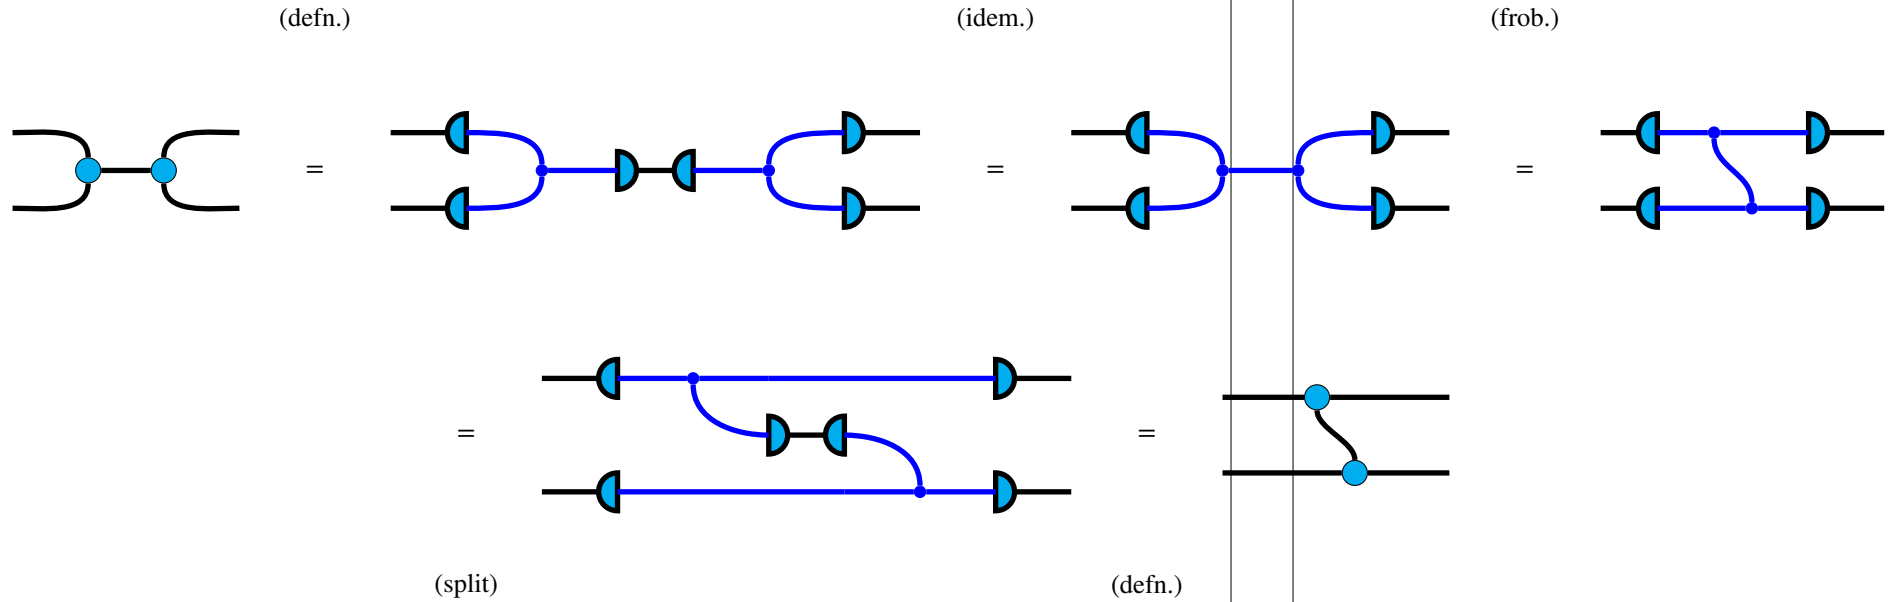 (defn.) (idem.) (frob.)
= = =
= =
(split) (defn.)